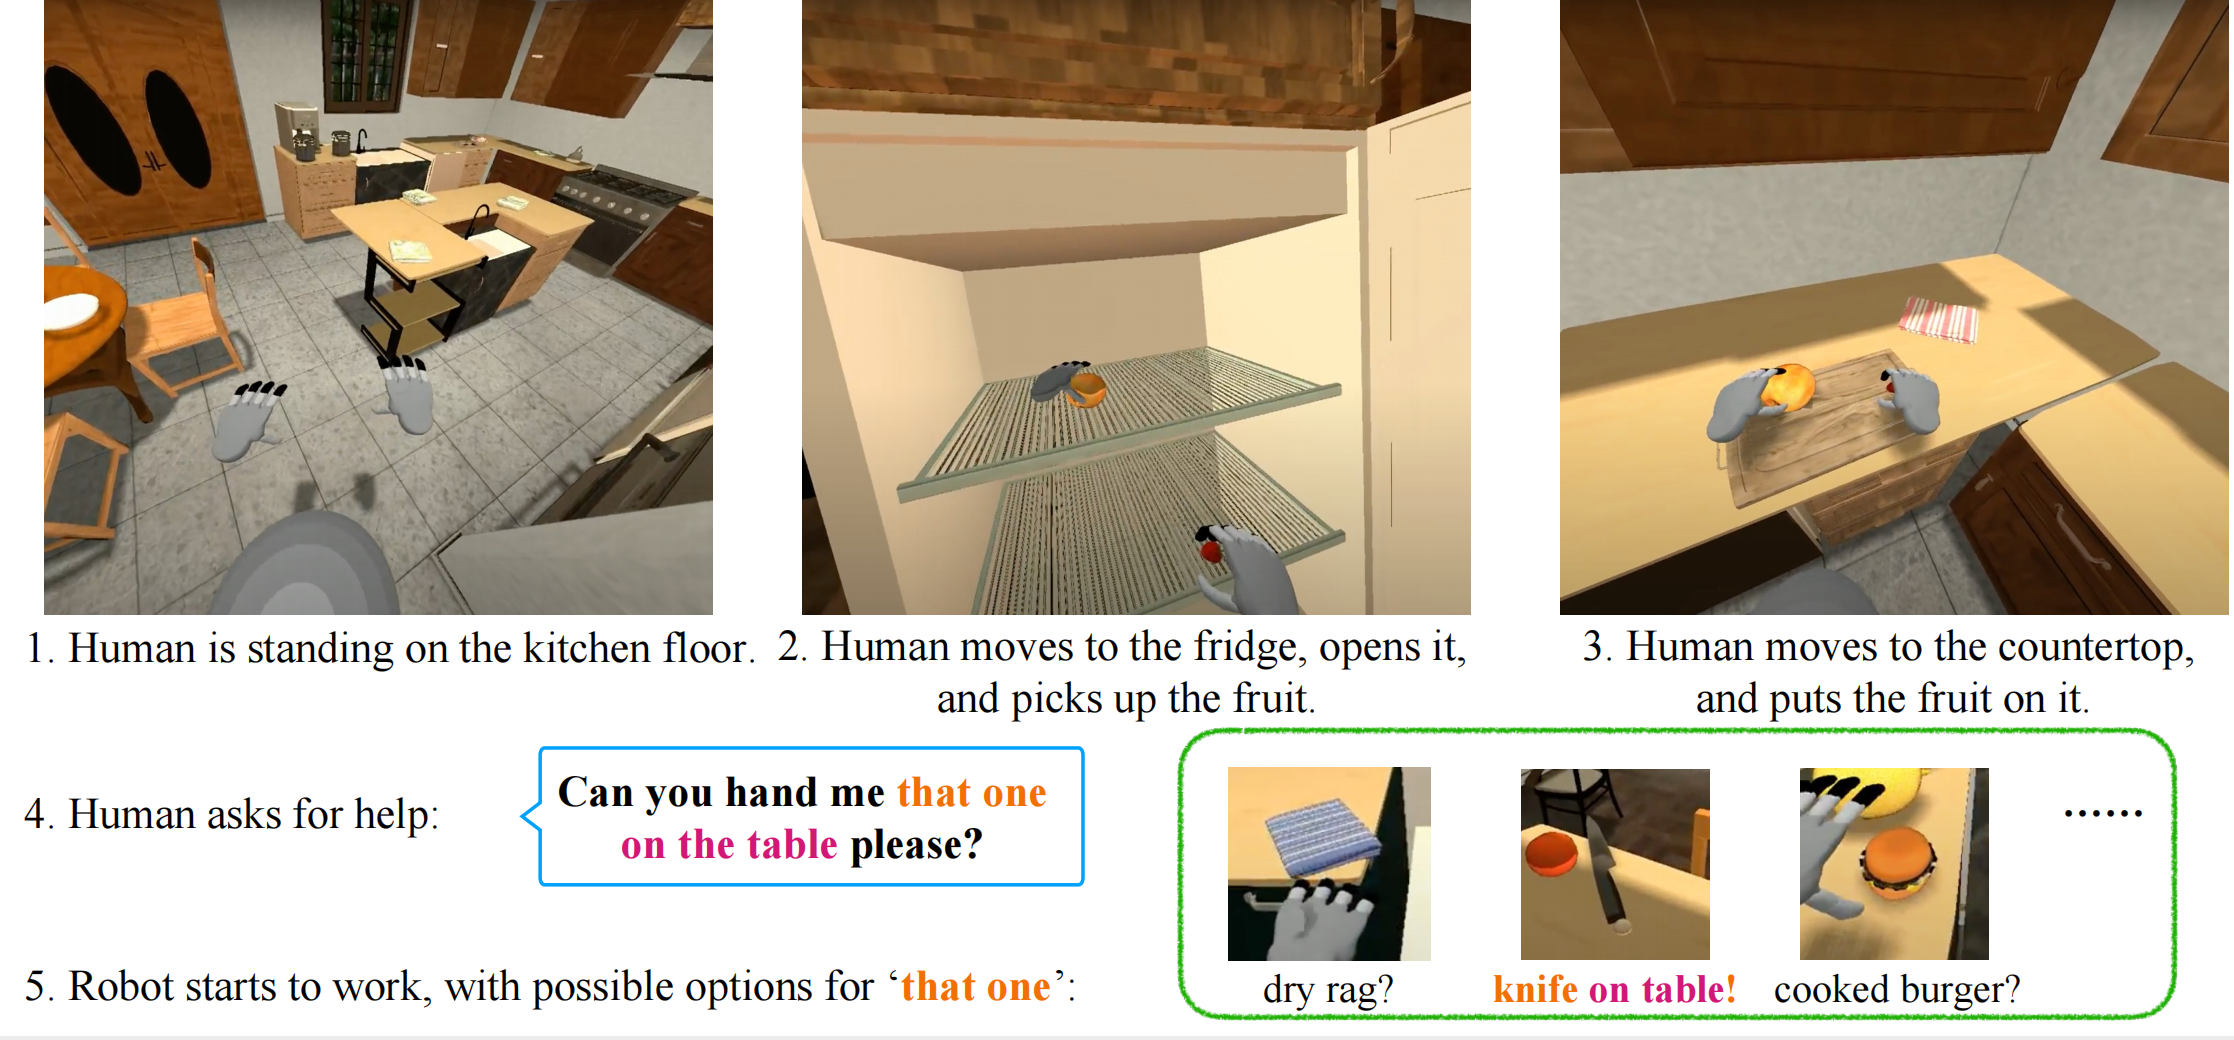 1. Human is standing on the kitchen floor.
2. Human moves to the fridge, opens it,
and picks up the fruit.
3. Human moves to the countertop,
and puts the fruit on it.
4. Human asks for help:
Can you hand me that one
on the table please?
5. Robot starts to work, with possible options for ‘that one’:
dry rag?
knife on table!
cooked burger?
......